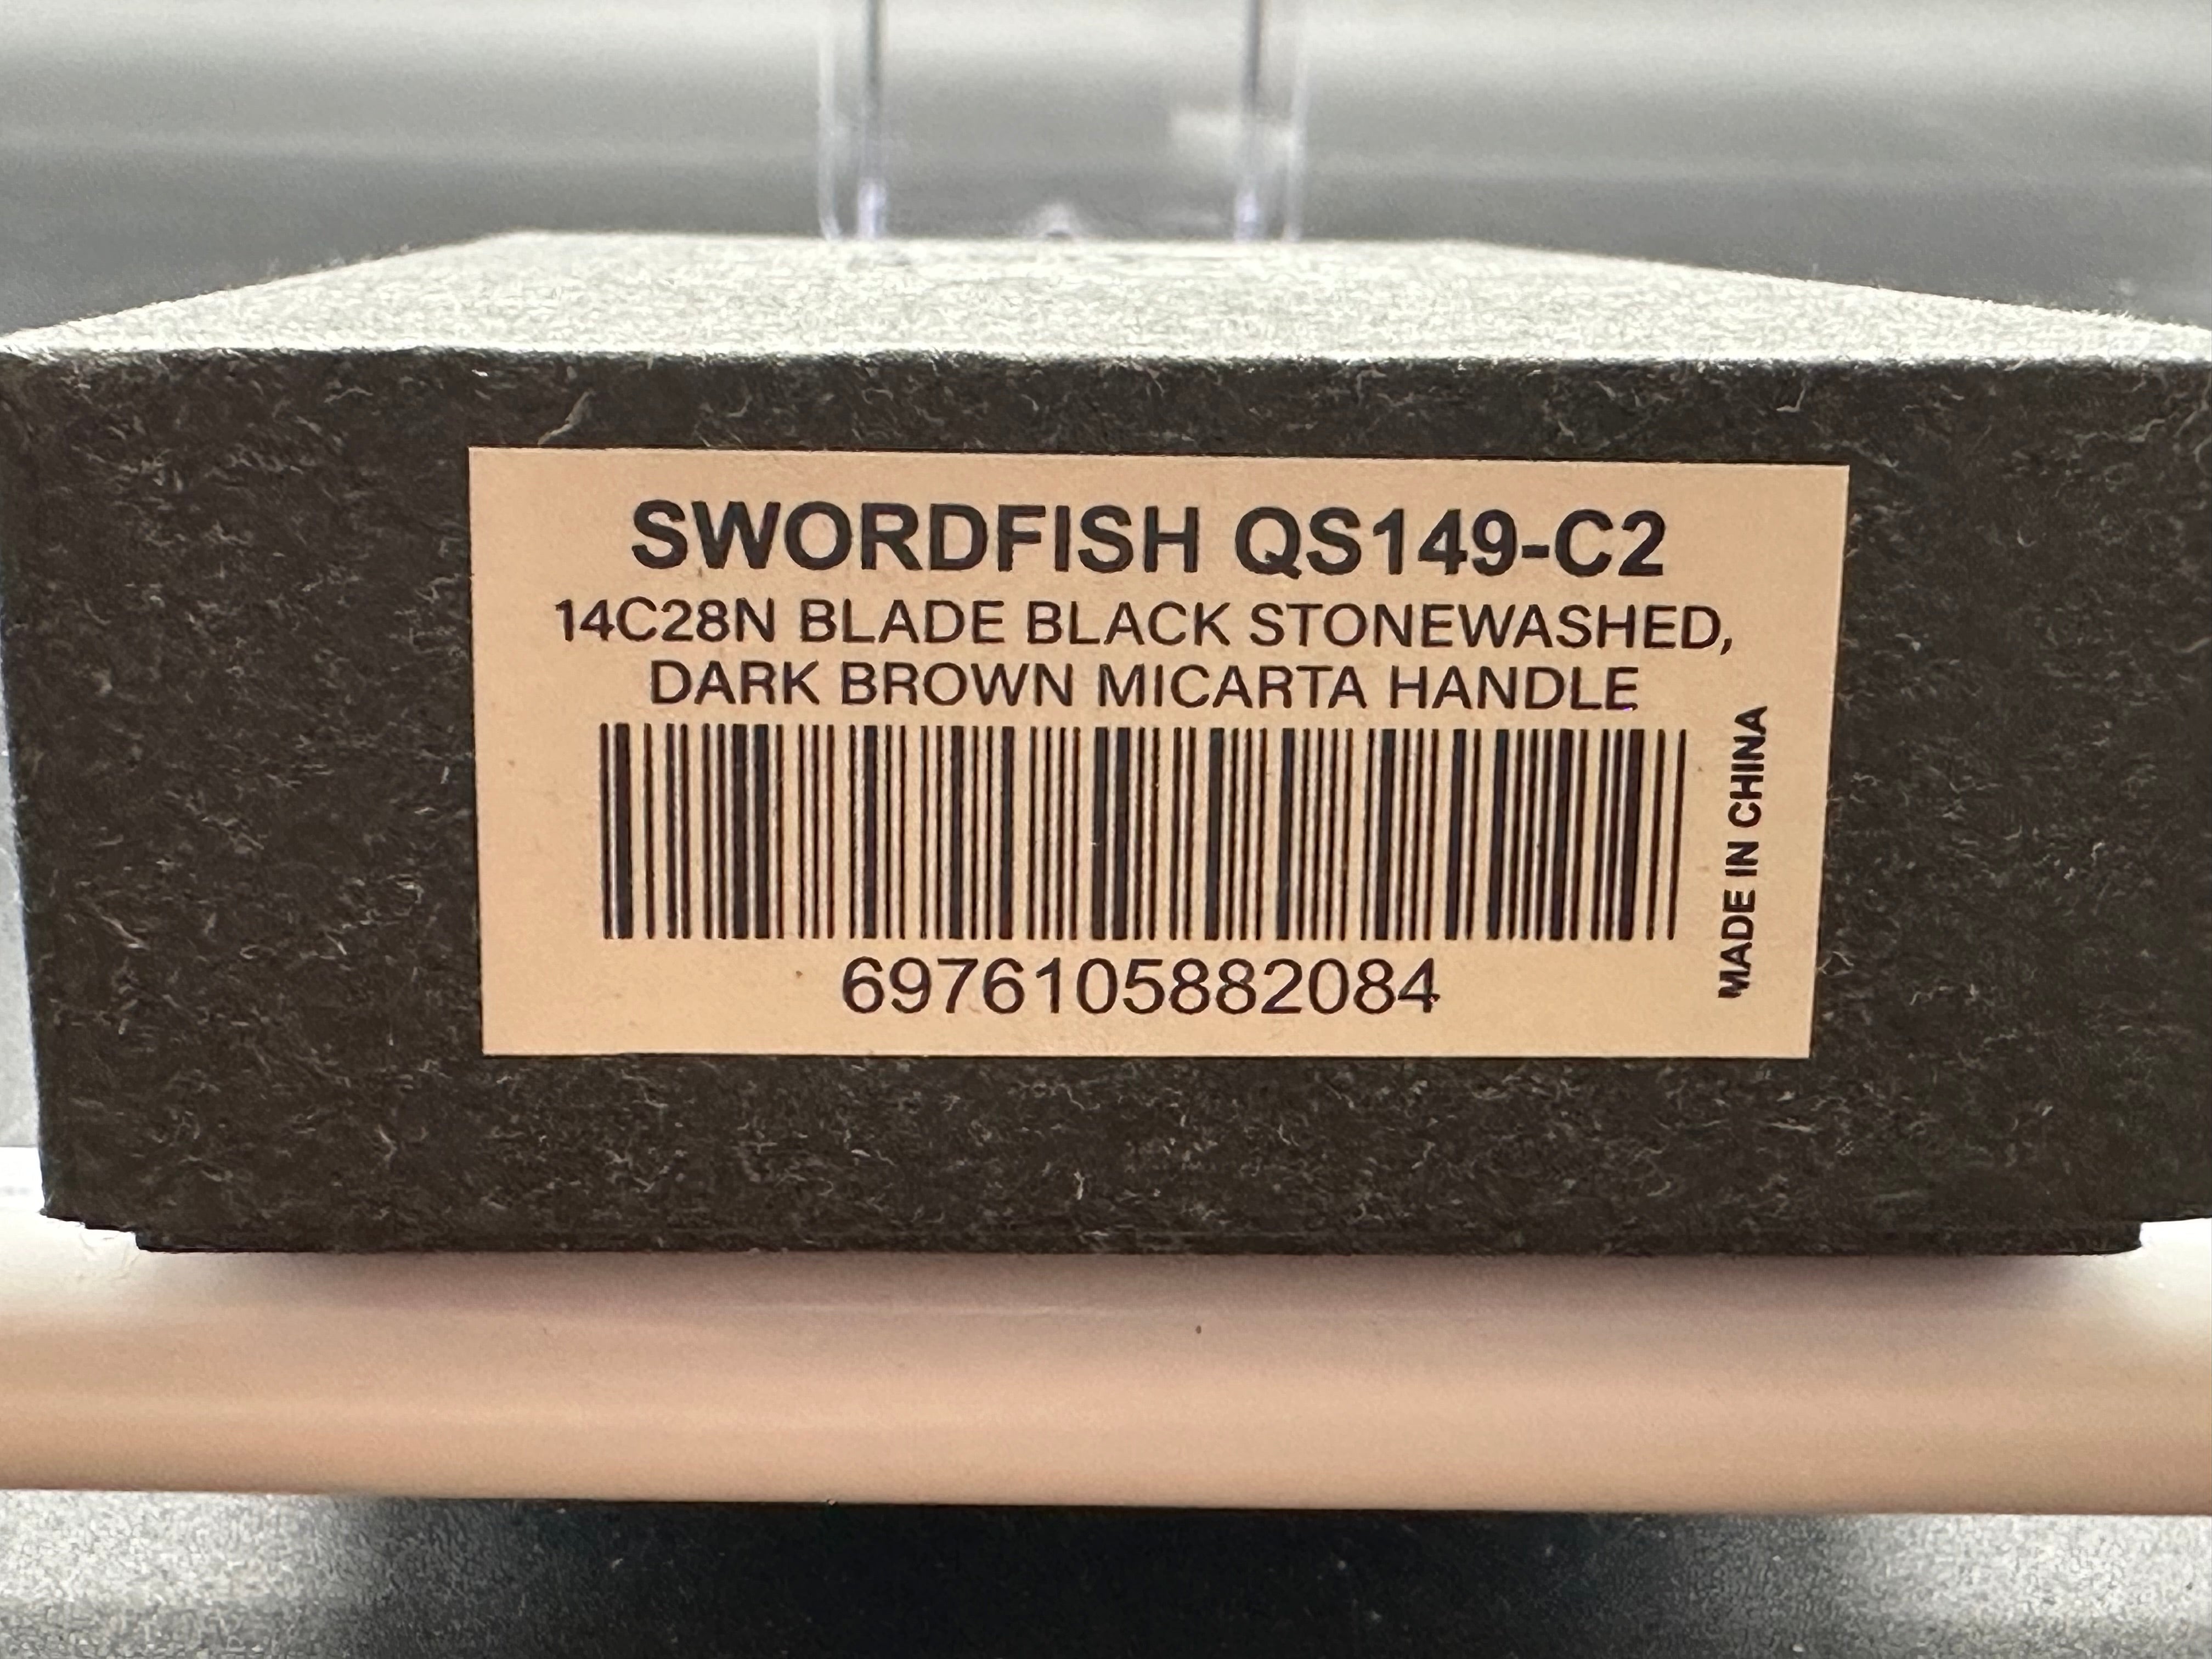 SWORDFISH QS149-C2
14C28N BLADE BLACK STONEWASHED,
DARK BROWN MICARTA HANDLE
6976105882084
MADE IN CHINA